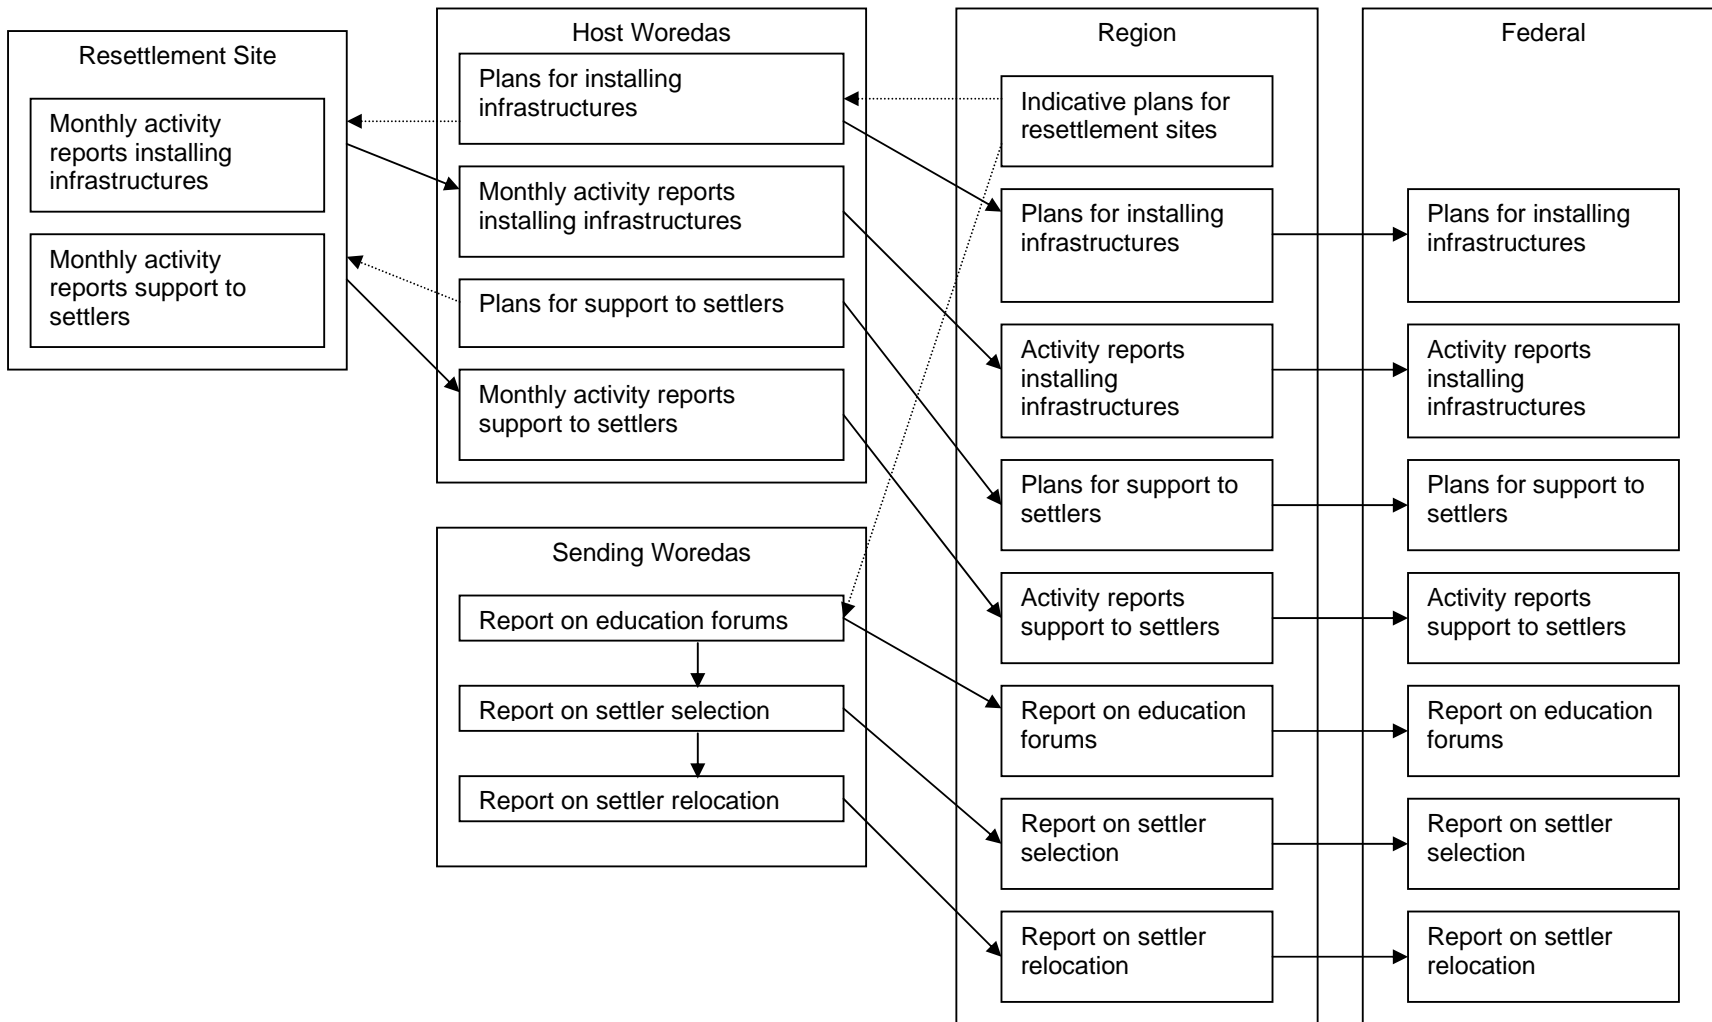 Resettlement Site
Monthly activity
reports installing
infrastructures
Monthly activity
reports support to
settlers
Host Woredas
Plans for installing
infrastructures
Monthly activity reports
installing infrastructures
Plans for support to settlers
Monthly activity reports
support to settlers
Sending Woredas
Report on education forums
Report on settler selection
Report on settler relocation
Region
Indicative plans for
resettlement sites
Plans for installing
infrastructures
Activity reports
installing
infrastructures
Plans for support to
settlers
Activity reports
support to settlers
Report on education
forums
Report on settler
selection
Report on settler
relocation
Federal
Plans for installing
infrastructures
Activity reports
installing
infrastructures
Plans for support to
settlers
Activity reports
support to settlers
Report on education
forums
Report on settler
selection
Report on settler
relocation